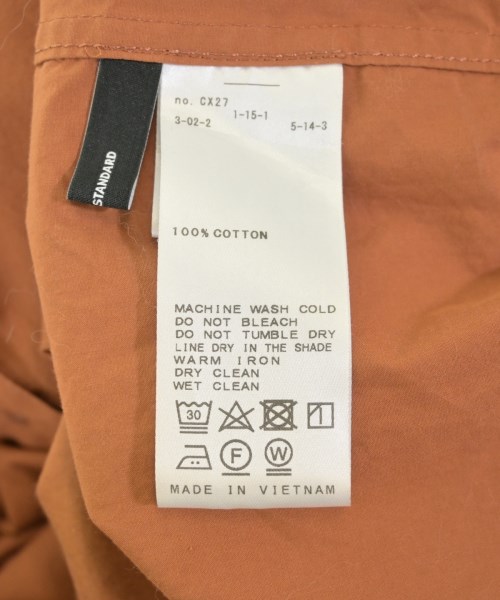 STANDARD
no. CX27
3-02-2 1-15-1 5-14-3
100% COTTON
MACHINE WASH COLD
DO NOT BLEACH
DO NOT TUMBLE DRY
LINE DRY IN THE SHADE
WARM IRON
DRY CLEAN
WET CLEAN
30
F W
MADE IN VIETNAM